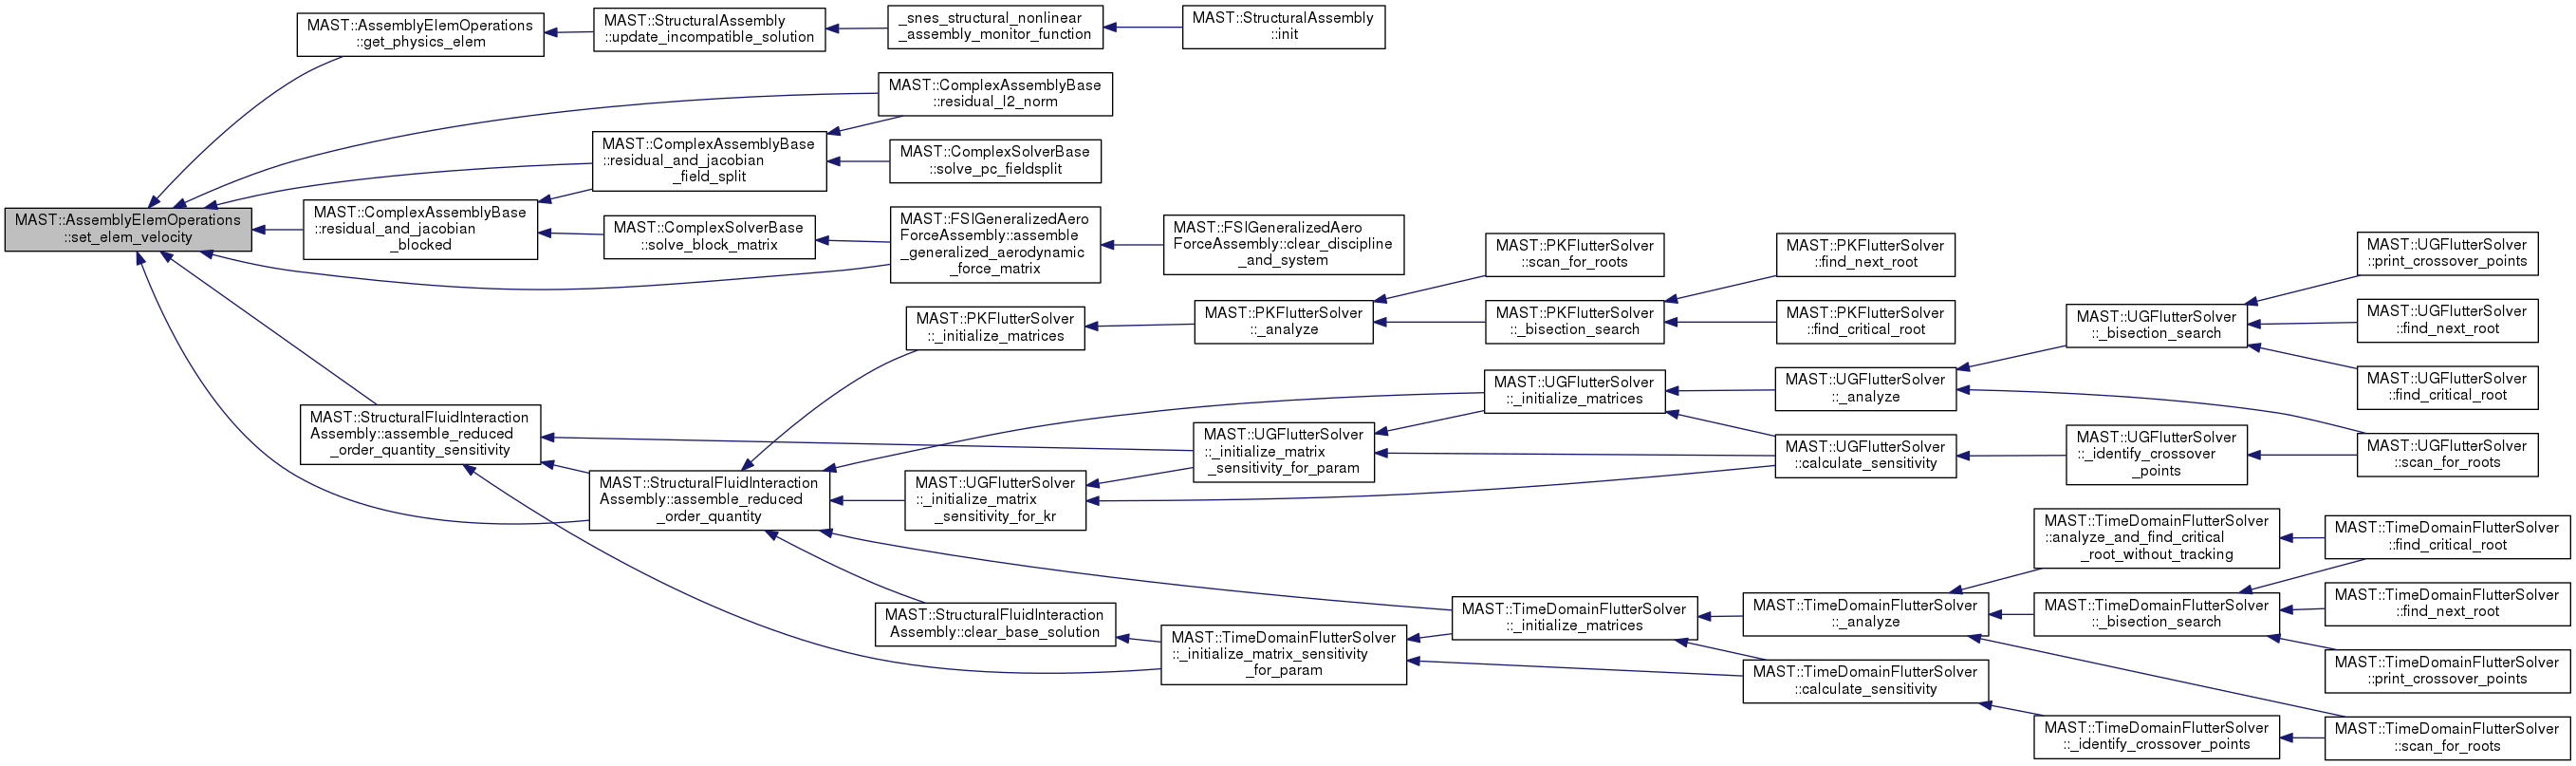 MAST::AssemblyElemOperations
::set_elem_velocity
MAST::AssemblyElemOperations
::get_physics_elem
MAST::StructuralAssembly
::update_incompatible_solution
_snes_structural_nonlinear
_assembly_monitor_function
MAST::StructuralAssembly
::init
MAST::ComplexAssemblyBase
::residual_l2_norm
MAST::ComplexAssemblyBase
::residual_and_jacobian
_field_split
MAST::ComplexSolverBase
::solve_pc_fieldsplit
MAST::ComplexAssemblyBase
::residual_and_jacobian
_blocked
MAST::ComplexSolverBase
::solve_block_matrix
MAST::FSIGeneralizedAero
ForceAssembly::assemble
_generalized_aerodynamic
_force_matrix
MAST::FSIGeneralizedAero
ForceAssembly::clear_discipline
_and_system
MAST::StructuralFluidInteraction
Assembly::assemble_reduced
_order_quantity_sensitivity
MAST::StructuralFluidInteraction
Assembly::assemble_reduced
_order_quantity
MAST::PKFlutterSolver
::_initialize_matrices
MAST::PKFlutterSolver
::_analyze
MAST::PKFlutterSolver
::scan_for_roots
MAST::PKFlutterSolver
::_bisection_search
MAST::PKFlutterSolver
::find_next_root
MAST::PKFlutterSolver
::find_critical_root
MAST::UGFlutterSolver
::_initialize_matrix
_sensitivity_for_kr
MAST::UGFlutterSolver
::_initialize_matrix
_sensitivity_for_param
MAST::UGFlutterSolver
::_initialize_matrices
MAST::UGFlutterSolver
::_analyze
MAST::UGFlutterSolver
::calculate_sensitivity
MAST::UGFlutterSolver
::_bisection_search
MAST::UGFlutterSolver
::_identify_crossover
_points
MAST::UGFlutterSolver
::print_crossover_points
MAST::UGFlutterSolver
::find_next_root
MAST::UGFlutterSolver
::find_critical_root
MAST::UGFlutterSolver
::scan_for_roots
MAST::StructuralFluidInteraction
Assembly::clear_base_solution
MAST::TimeDomainFlutterSolver
::_initialize_matrix_sensitivity
_for_param
MAST::TimeDomainFlutterSolver
::_initialize_matrices
MAST::TimeDomainFlutterSolver
::_analyze
MAST::TimeDomainFlutterSolver
::calculate_sensitivity
MAST::TimeDomainFlutterSolver
::analyze_and_find_critical
_root_without_tracking
MAST::TimeDomainFlutterSolver
::_bisection_search
MAST::TimeDomainFlutterSolver
::_identify_crossover_points
MAST::TimeDomainFlutterSolver
::find_critical_root
MAST::TimeDomainFlutterSolver
::find_next_root
MAST::TimeDomainFlutterSolver
::print_crossover_points
MAST::TimeDomainFlutterSolver
::scan_for_roots